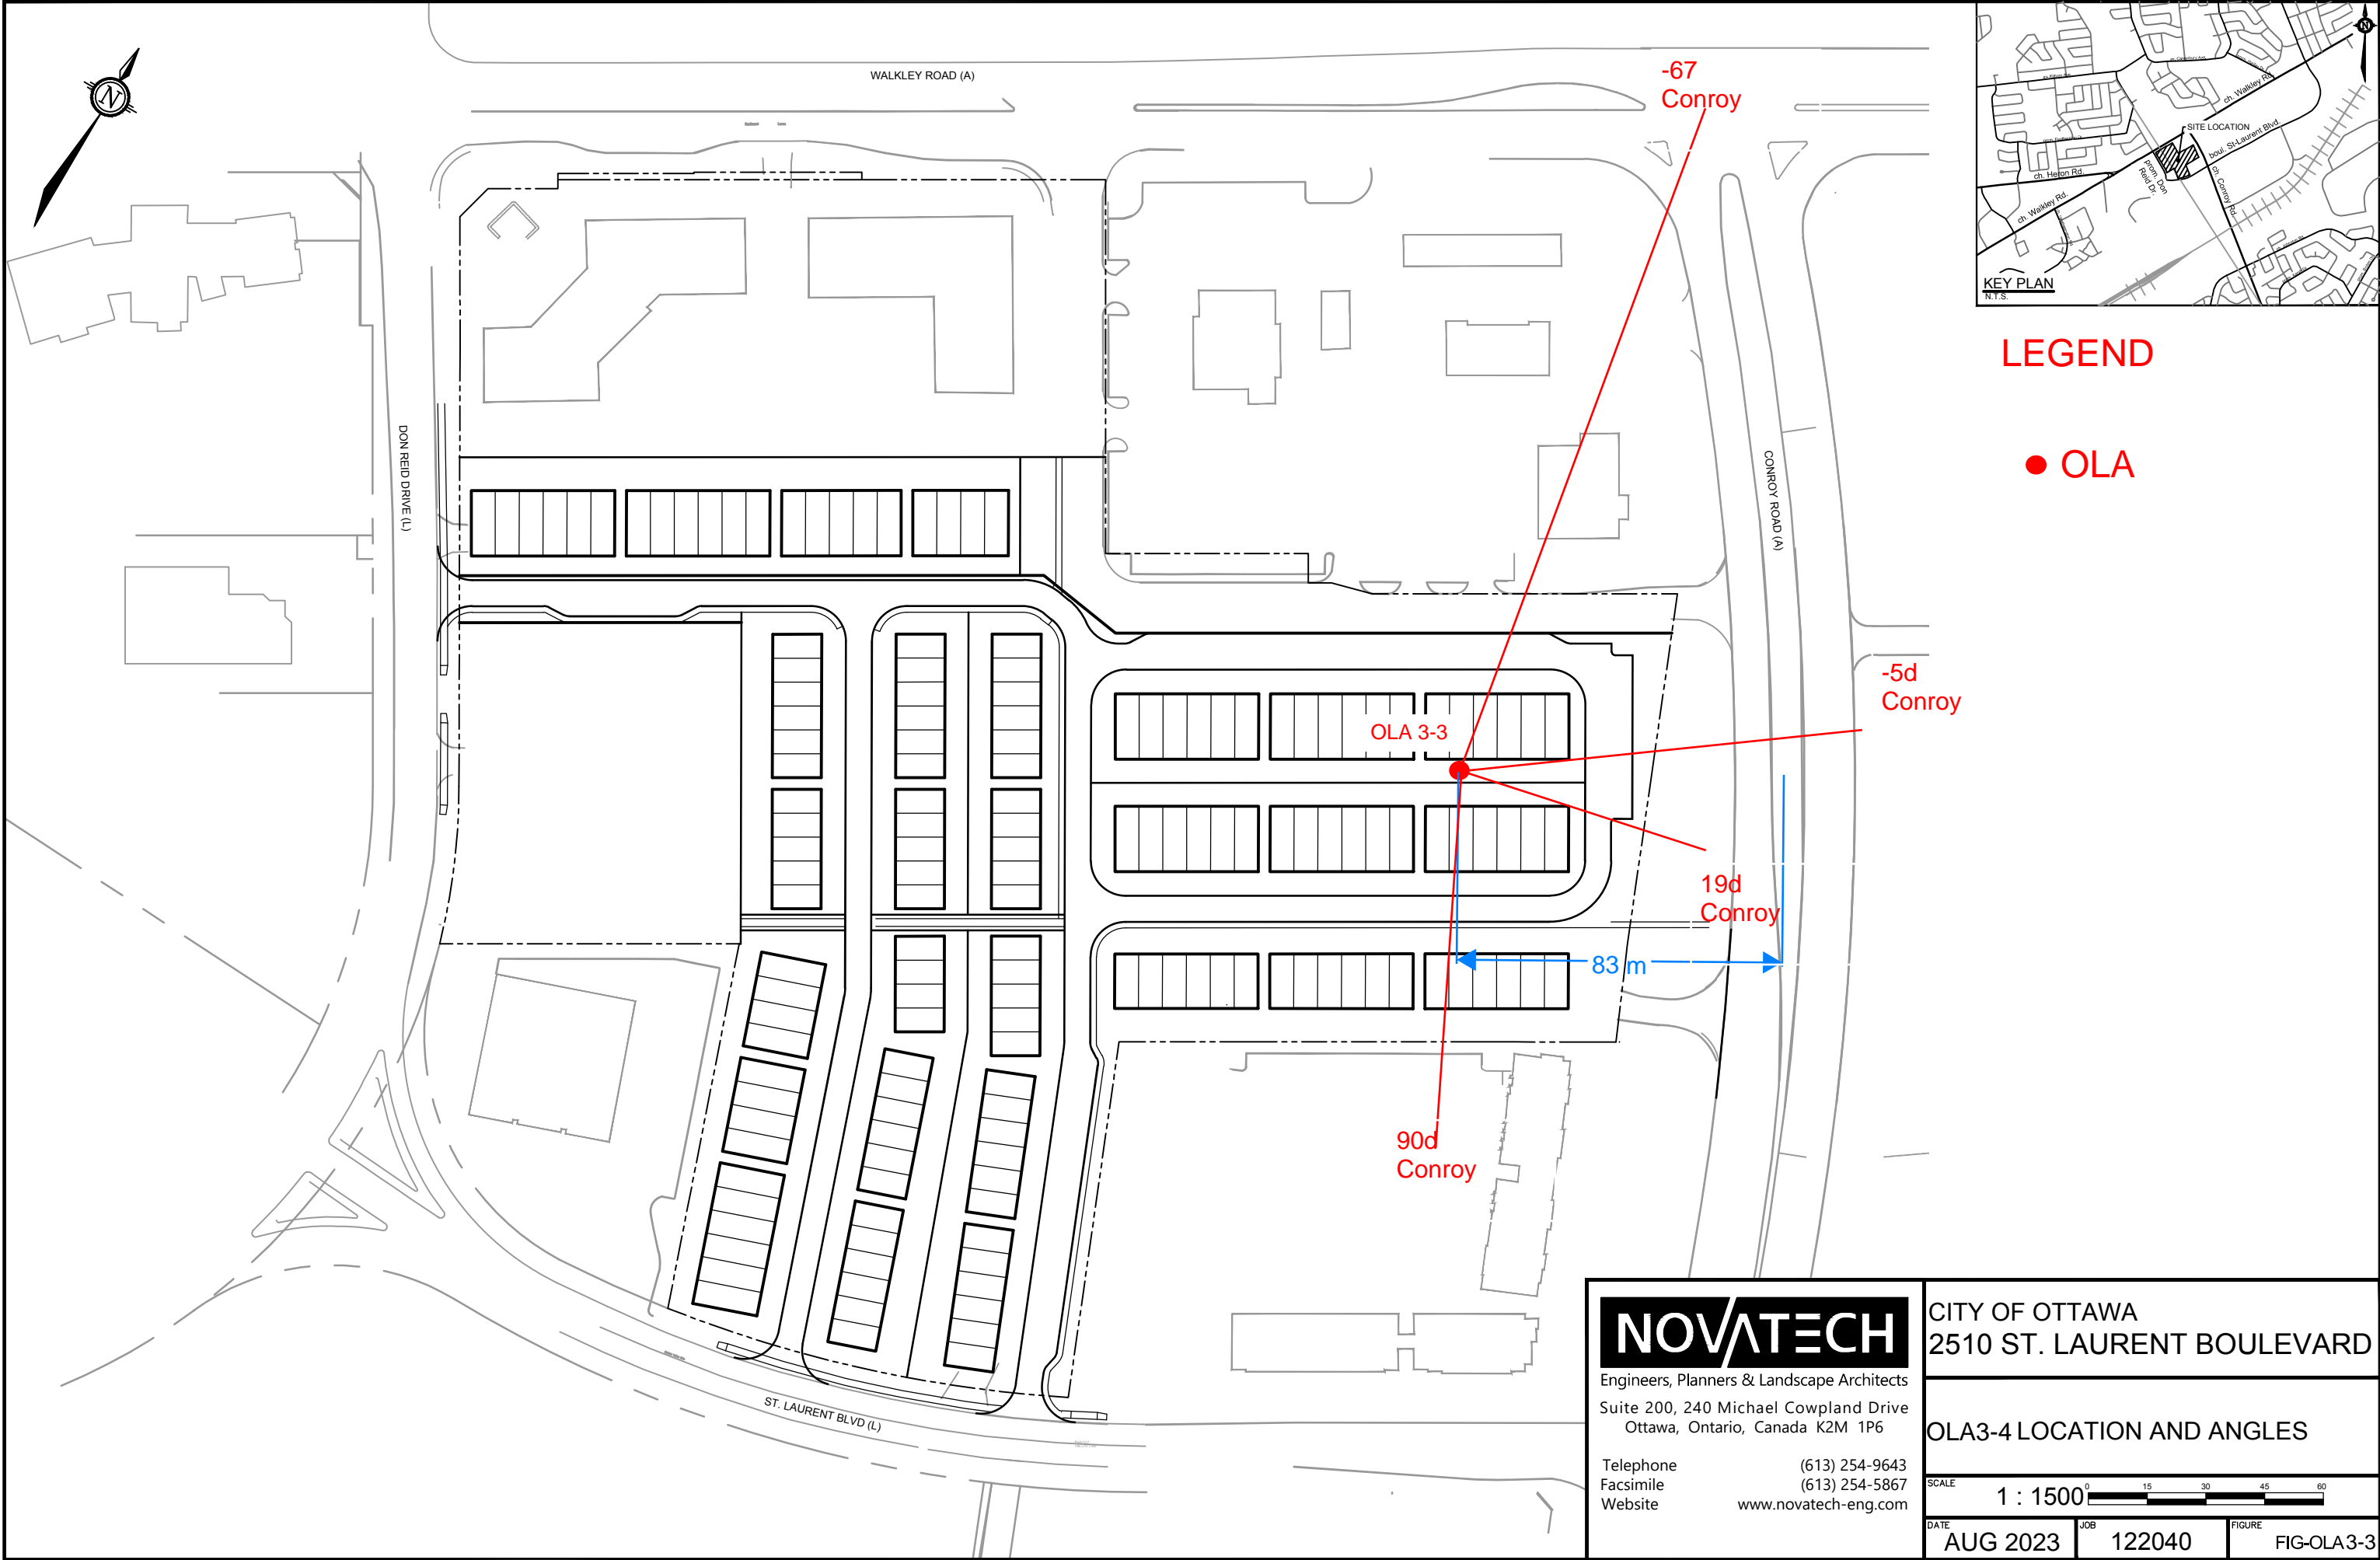 WALKLEY ROAD (A)
N
-67
Conroy
N
ch. Walkley Rd.
SITE LOCATION
boul. St-Laurent Blvd.
ch. Heron Rd.
prom. Don
Reid Dr.
ch. Conroy Rd.
ch. Walkley Rd.
KEY PLAN
N.T.S.
LEGEND
OLA
DON REID DRIVE (L)
CONROY ROAD (A)
-5d
Conroy
OLA 3-3
19d
Conroy
83 m
90d
Conroy
ST. LAURENT BLVD (L)
NOVATECH
Engineers, Planners & Landscape Architects
Suite 200, 240 Michael Cowpland Drive
Ottawa, Ontario, Canada K2M 1P6
Telephone (613) 254-9643
Facsimile (613) 254-5867
Website www.novatech-eng.com
CITY OF OTTAWA
2510 ST. LAURENT BOULEVARD
OLA3-4 LOCATION AND ANGLES
SCALE
1 : 1500
0 15 30 45 60
DATE
AUG 2023
JOB
122040
FIGURE
FIG-OLA3-3